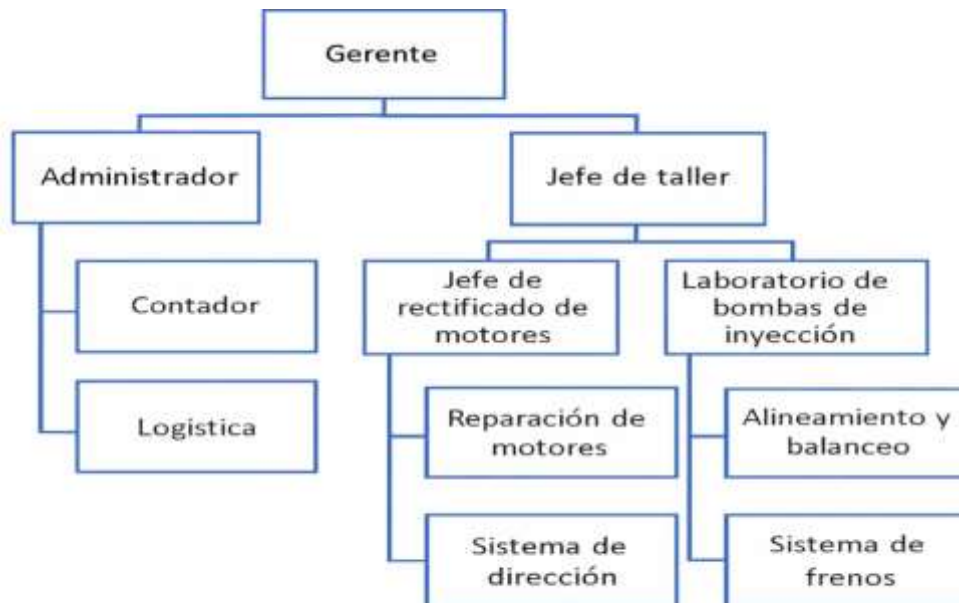 Gerente
Administrador
Jefe de taller
Contador
Logistica
Jefe de
rectificado de
motores
Laboratorio de
bombas de
inyección
Reparación de
motores
Alineamiento y
balanceo
Sistema de
dirección
Sistema de
frenos